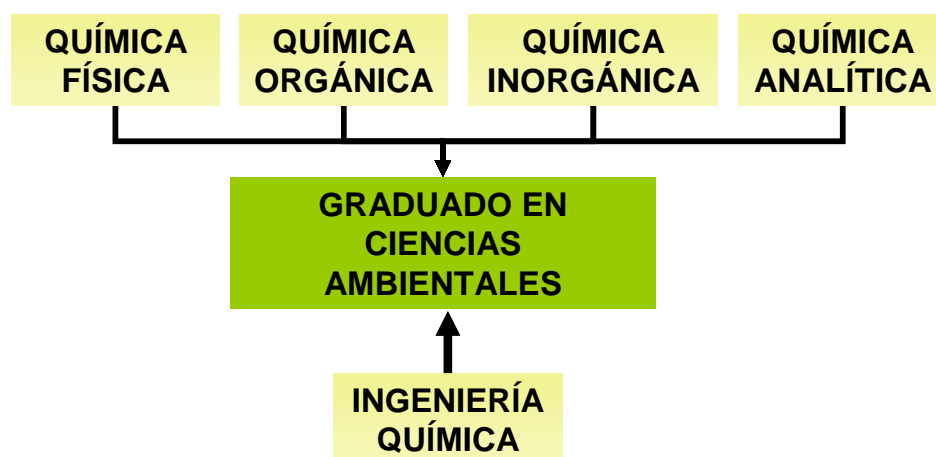 QUÍMICA
FÍSICA
QUÍMICA
ORGÁNICA
QUÍMICA
INORGÁNICA
QUÍMICA
ANALÍTICA
GRADUADO EN
CIENCIAS
AMBIENTALES
INGENIERÍA
QUÍMICA